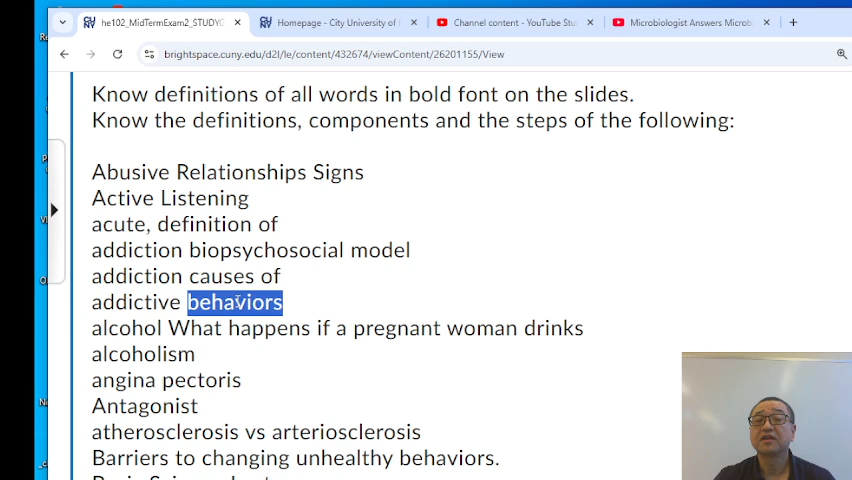 he102_MidTermExam2_STUDYG
Homepage - City University of
Channel content - YouTube Stu
Microbiologist Answers Microb
brightspace.cuny.edu/d2l/le/content/432674/viewContent/26201155/View
Know definitions of all words in bold font on the slides.
Know the definitions, components and the steps of the following:
Abusive Relationships Signs
Active Listening
acute, definition of
addiction biopsychosocial model
addiction causes of
addictive behaviors
alcohol What happens if a pregnant woman drinks
alcoholism
angina pectoris
Antagonist
atherosclerosis vs arteriosclerosis
Barriers to changing unhealthy behaviors.